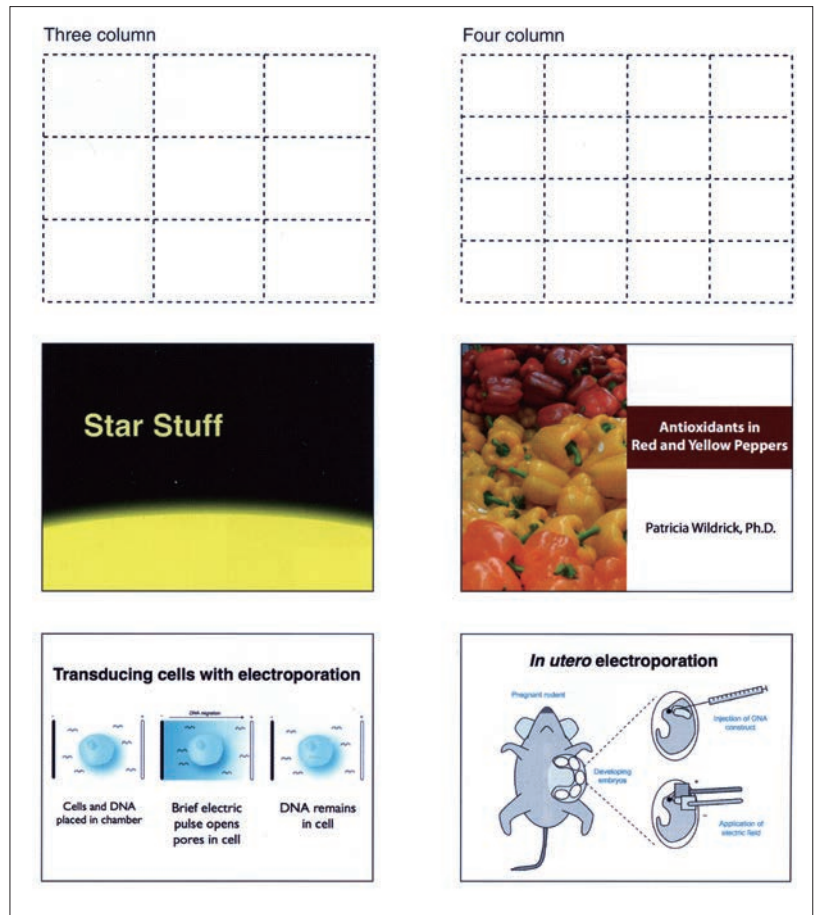 Three column
Four column
Star Stuff
Antioxidants in
Red and Yellow Peppers
Patricia Wildrick, Ph.D.
Transducing cells with electroporation
- +
DNA migration
- +
- +
Cells and DNA
placed in chamber
Brief electric
pulse opens
pores in cell
DNA remains
in cell
In utero electroporation
Pregnant rodent
Injection of DNA
construct
Developing
embryos
+
-
Application of
electric field